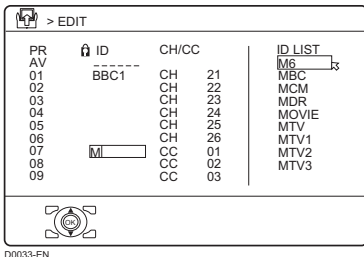 > EDIT
PR ID CH/CC ID LIST
AV ------ M6
01 BBC1 CH 21 MBC
02 CH 22 MCM
03 CH 23 MDR
04 CH 24 MOVIE
05 CH 25 MTV
06 CH 26 MTV1
07 M CC 01 MTV2
08 CC 02 MTV3
09 CC 03
OK
D0033-EN